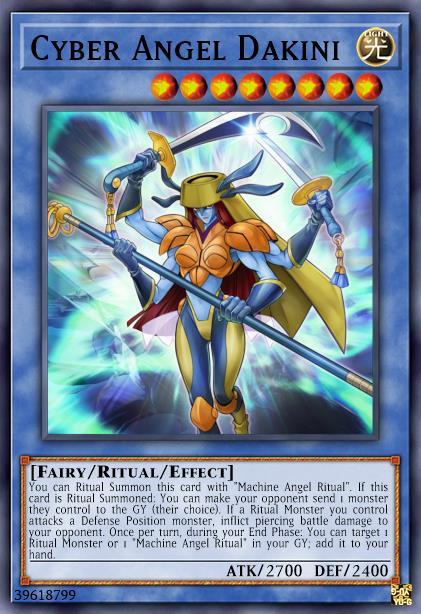 CYBER ANGEL DAKINI
LIGHT
光
[FAIRY/RITUAL/EFFECT]
You can Ritual Summon this card with "Machine Angel Ritual". If this
card is Ritual Summoned: You can make your opponent send 1 monster
they control to the GY (their choice). If a Ritual Monster you control
attacks a Defense Position monster, inflict piercing battle damage to
your opponent. Once per turn, during your End Phase: You can target 1
Ritual Monster or 1 "Machine Angel Ritual" in your GY; add it to your
hand.
ATK/2700 DEF/2400
39618799